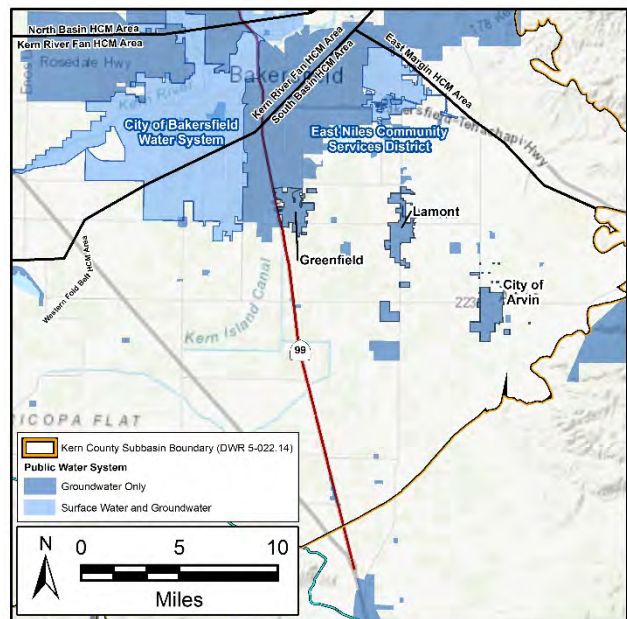 North Basin HCM Area
Kern River Fan HCM Area
Rosedale Hwy
178
Bakersfield
Kern River Fan HCM Area
South Basin HCM Area
East Margin HCM Area
Kern River
City of Bakersfield
Water System
East Niles Community
Services District
Tehachapi Hwy
Lamont
Greenfield
Western Fold Belt HCM Area
City of
Arvin
223
Kern Island Canal
99
RICOPA FLAT
Kern County Subbasin Boundary (DWR 5-022.14)
Public Water System
Groundwater Only
Surface Water and Groundwater
N
0 5 10
Miles